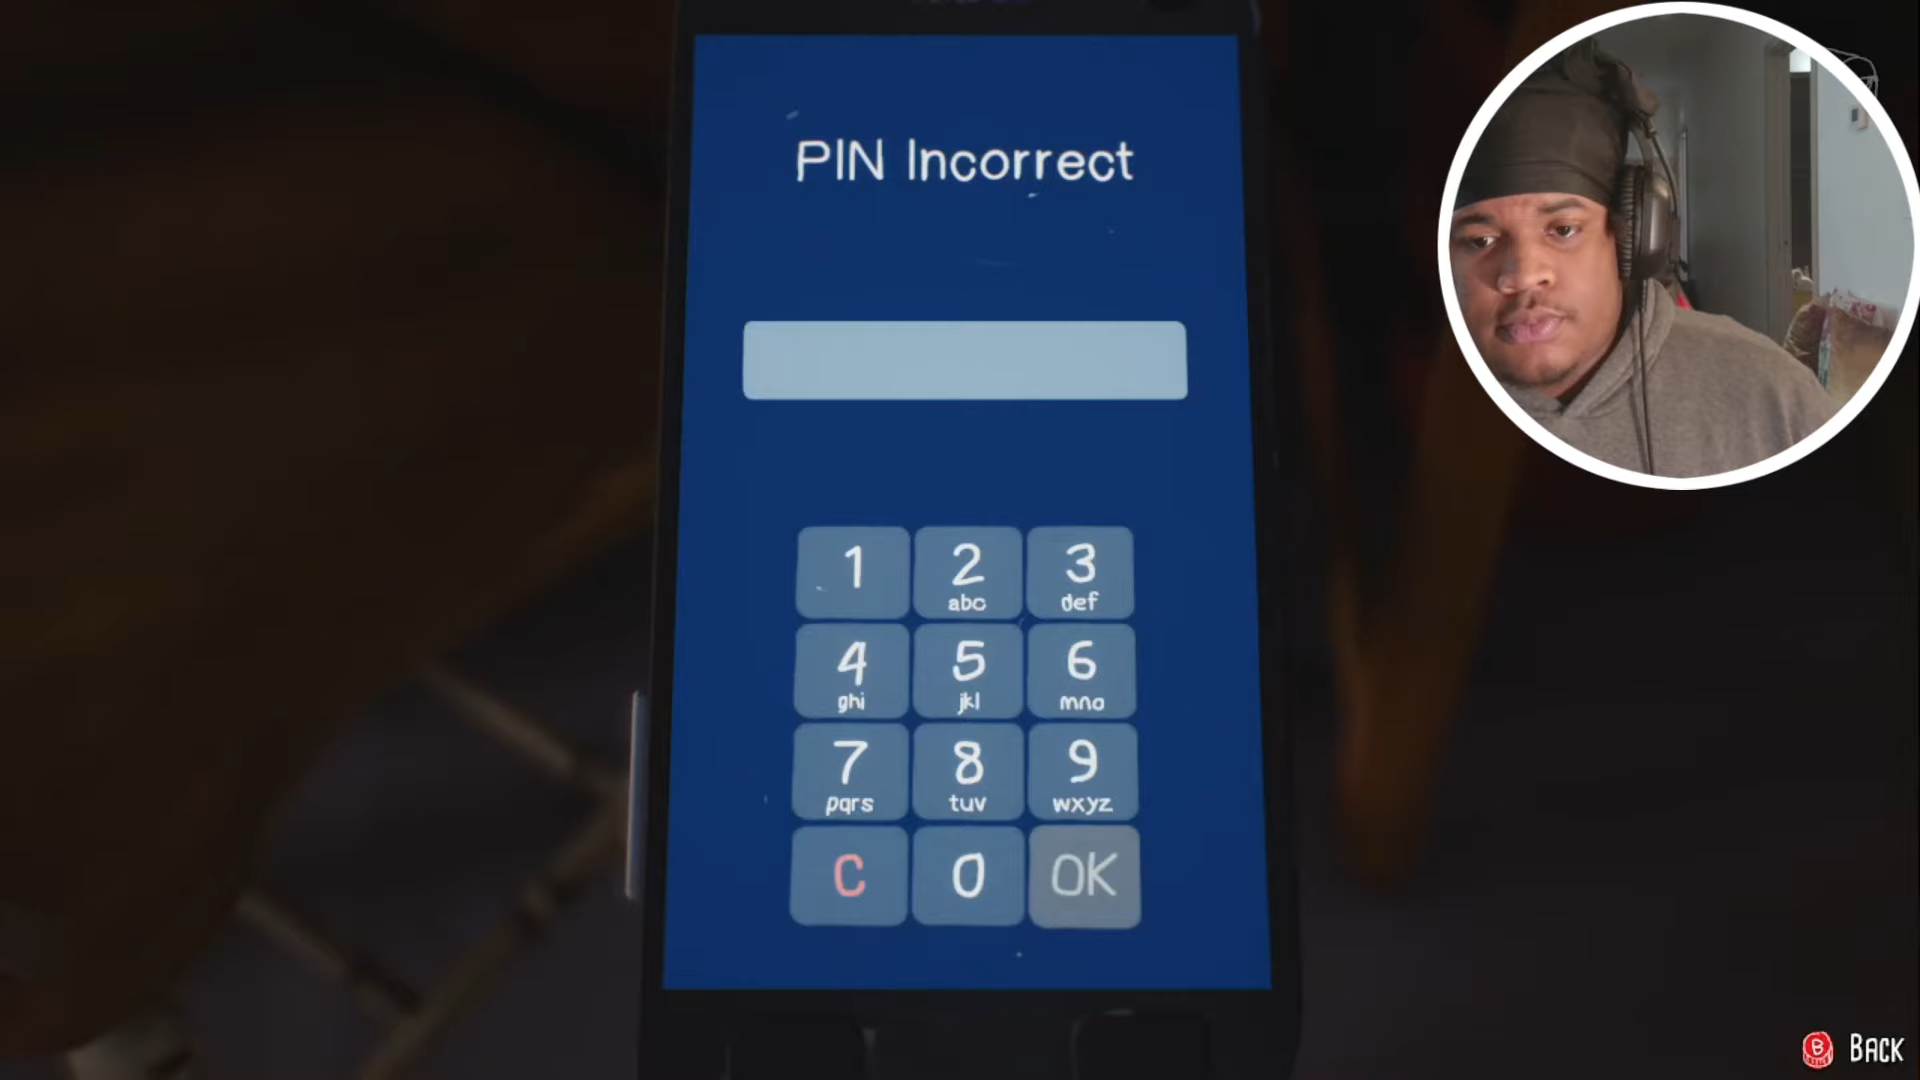 PIN Incorrect
1 2 3
abc def
4 5 6
ghi jkl mno
7 8 9
pqrs tuv wxyz
C 0 OK
B BACK